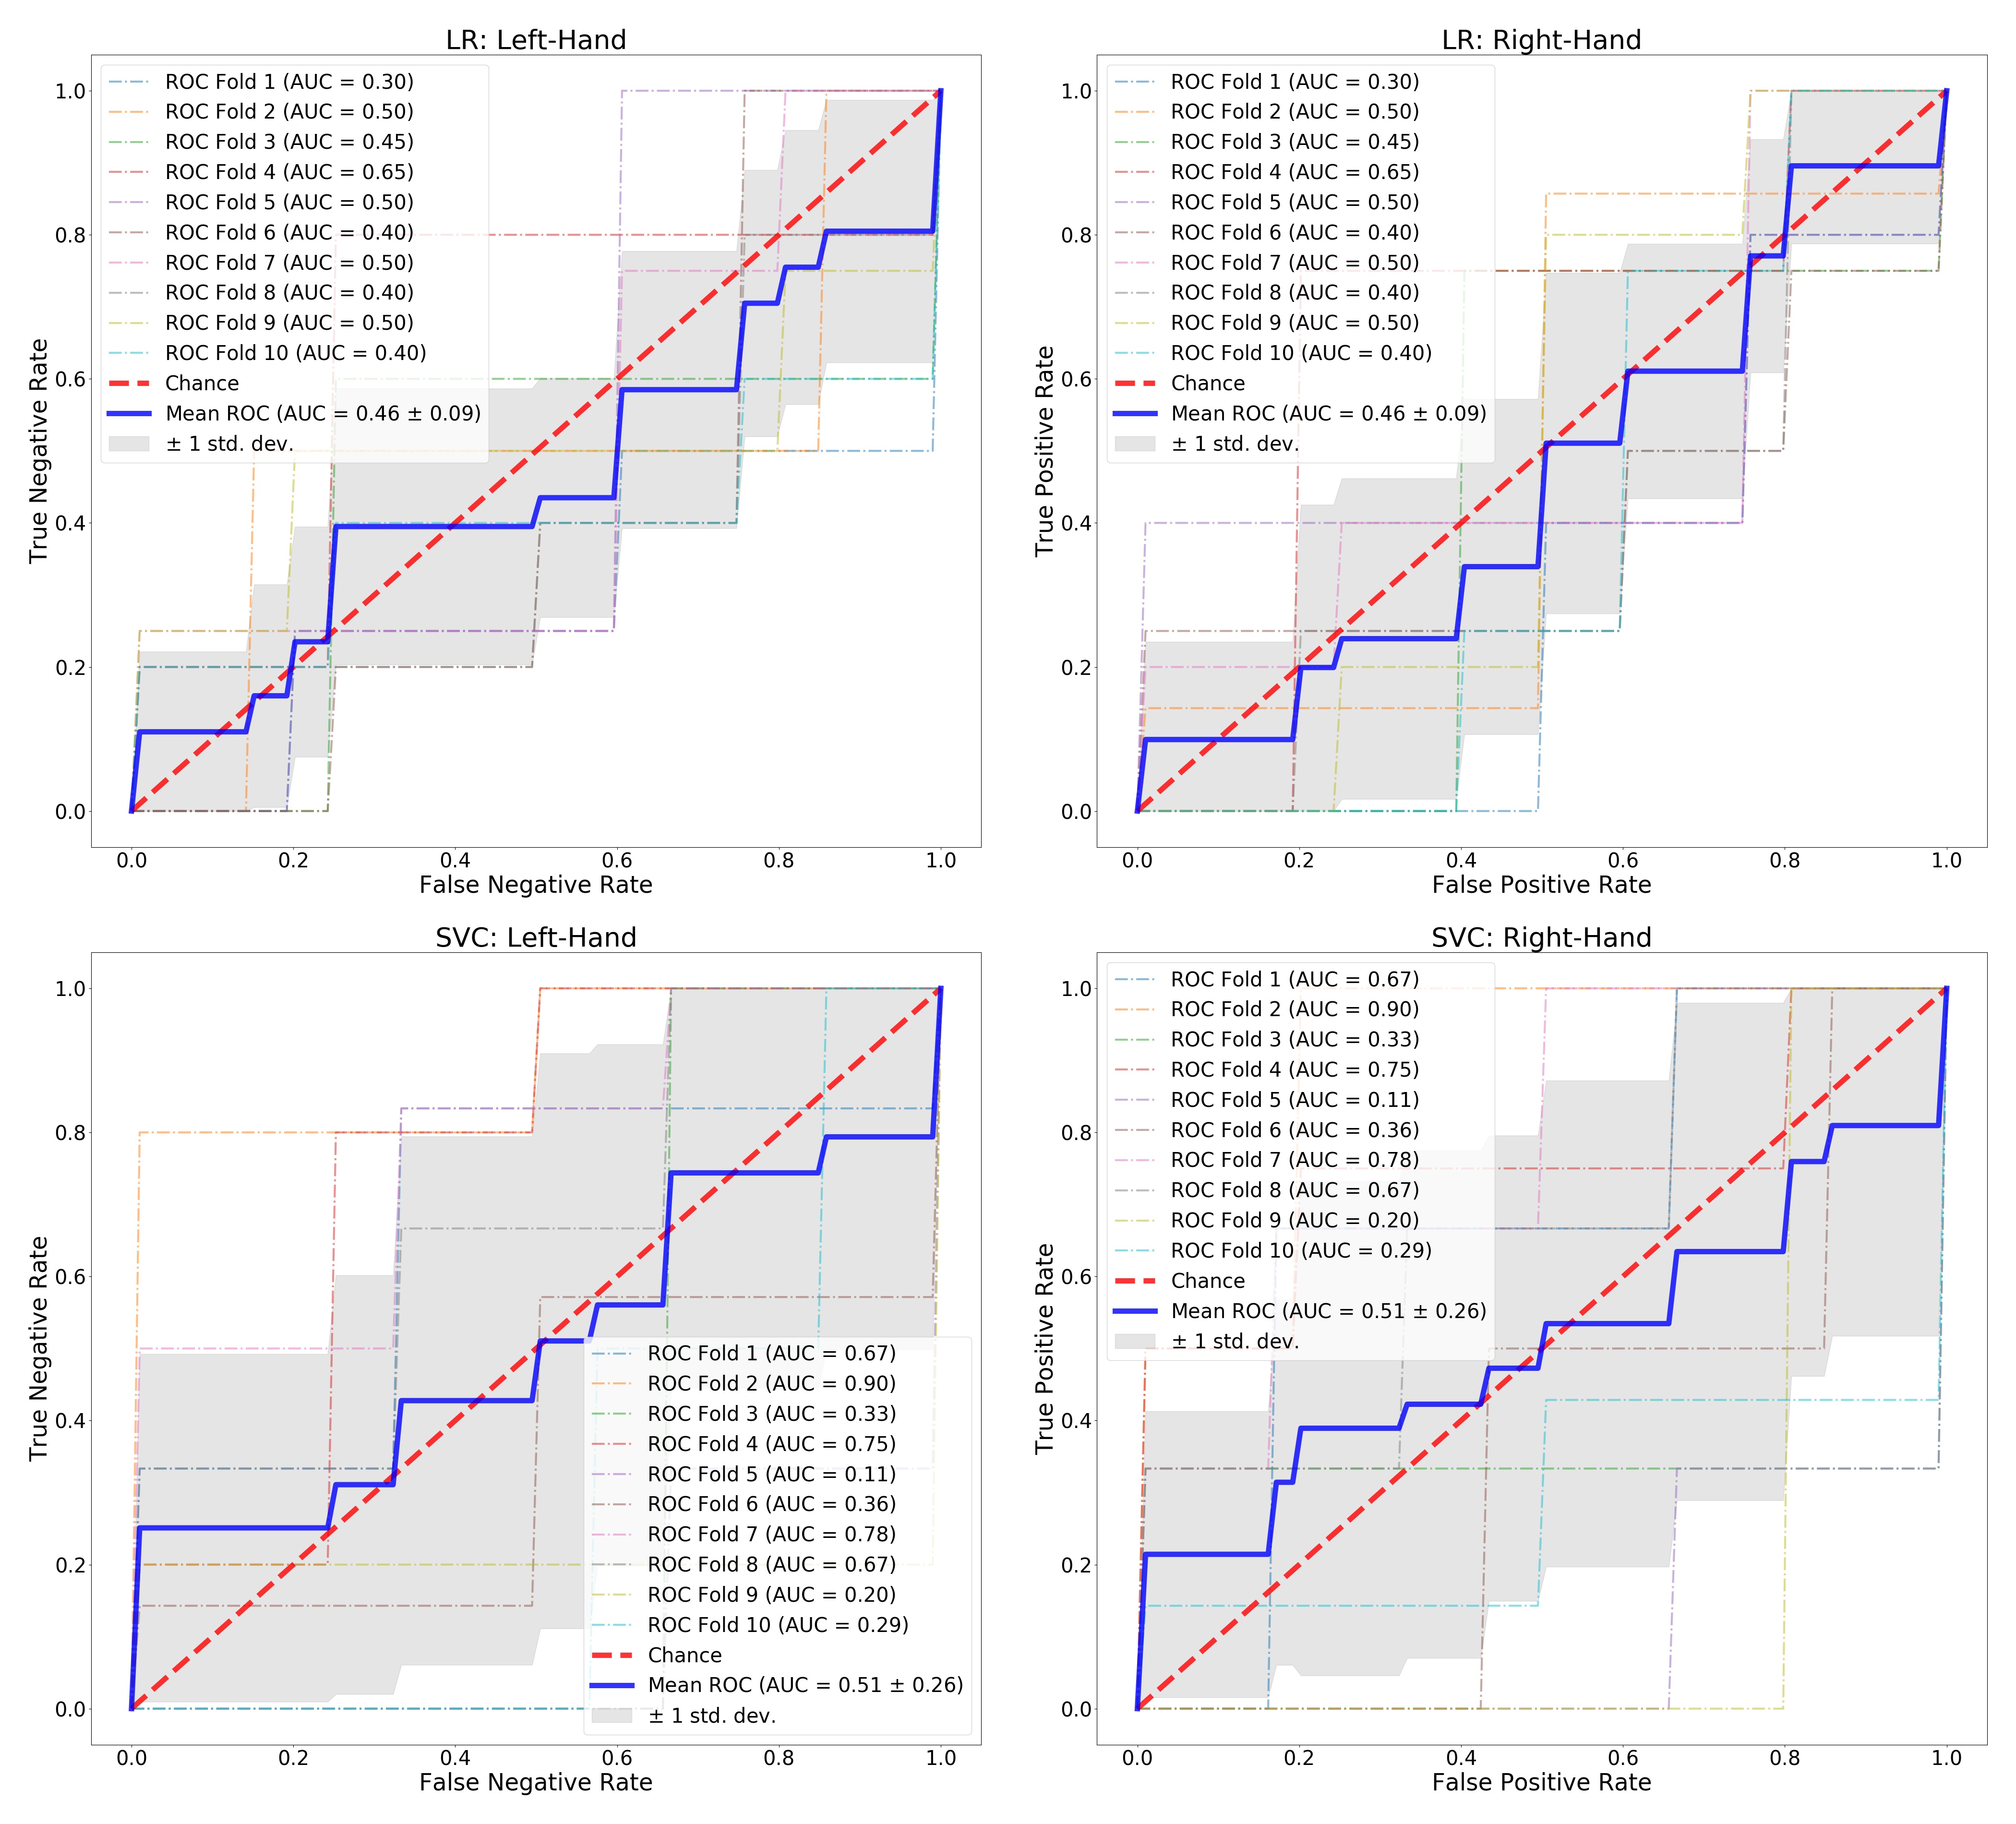 LR: Left-Hand
True Negative Rate
1.0
0.8
0.6
0.4
0.2
0.0
ROC Fold 1 (AUC = 0.30)
ROC Fold 2 (AUC = 0.50)
ROC Fold 3 (AUC = 0.45)
ROC Fold 4 (AUC = 0.65)
ROC Fold 5 (AUC = 0.50)
ROC Fold 6 (AUC = 0.40)
ROC Fold 7 (AUC = 0.50)
ROC Fold 8 (AUC = 0.40)
ROC Fold 9 (AUC = 0.50)
ROC Fold 10 (AUC = 0.40)
Chance
Mean ROC (AUC = 0.46 ± 0.09)
± 1 std. dev.
0.0 0.2 0.4 0.6 0.8 1.0
False Negative Rate
LR: Right-Hand
True Positive Rate
1.0
0.8
0.6
0.4
0.2
0.0
ROC Fold 1 (AUC = 0.30)
ROC Fold 2 (AUC = 0.50)
ROC Fold 3 (AUC = 0.45)
ROC Fold 4 (AUC = 0.65)
ROC Fold 5 (AUC = 0.50)
ROC Fold 6 (AUC = 0.40)
ROC Fold 7 (AUC = 0.50)
ROC Fold 8 (AUC = 0.40)
ROC Fold 9 (AUC = 0.50)
ROC Fold 10 (AUC = 0.40)
Chance
Mean ROC (AUC = 0.46 ± 0.09)
± 1 std. dev.
0.0 0.2 0.4 0.6 0.8 1.0
False Positive Rate
SVC: Left-Hand
True Negative Rate
1.0
0.8
0.6
0.4
0.2
0.0
ROC Fold 1 (AUC = 0.67)
ROC Fold 2 (AUC = 0.90)
ROC Fold 3 (AUC = 0.33)
ROC Fold 4 (AUC = 0.75)
ROC Fold 5 (AUC = 0.11)
ROC Fold 6 (AUC = 0.36)
ROC Fold 7 (AUC = 0.78)
ROC Fold 8 (AUC = 0.67)
ROC Fold 9 (AUC = 0.20)
ROC Fold 10 (AUC = 0.29)
Chance
Mean ROC (AUC = 0.51 ± 0.26)
± 1 std. dev.
0.0 0.2 0.4 0.6 0.8 1.0
False Negative Rate
SVC: Right-Hand
True Positive Rate
1.0
0.8
0.6
0.4
0.2
0.0
ROC Fold 1 (AUC = 0.67)
ROC Fold 2 (AUC = 0.90)
ROC Fold 3 (AUC = 0.33)
ROC Fold 4 (AUC = 0.75)
ROC Fold 5 (AUC = 0.11)
ROC Fold 6 (AUC = 0.36)
ROC Fold 7 (AUC = 0.78)
ROC Fold 8 (AUC = 0.67)
ROC Fold 9 (AUC = 0.20)
ROC Fold 10 (AUC = 0.29)
Chance
Mean ROC (AUC = 0.51 ± 0.26)
± 1 std. dev.
0.0 0.2 0.4 0.6 0.8 1.0
False Positive Rate